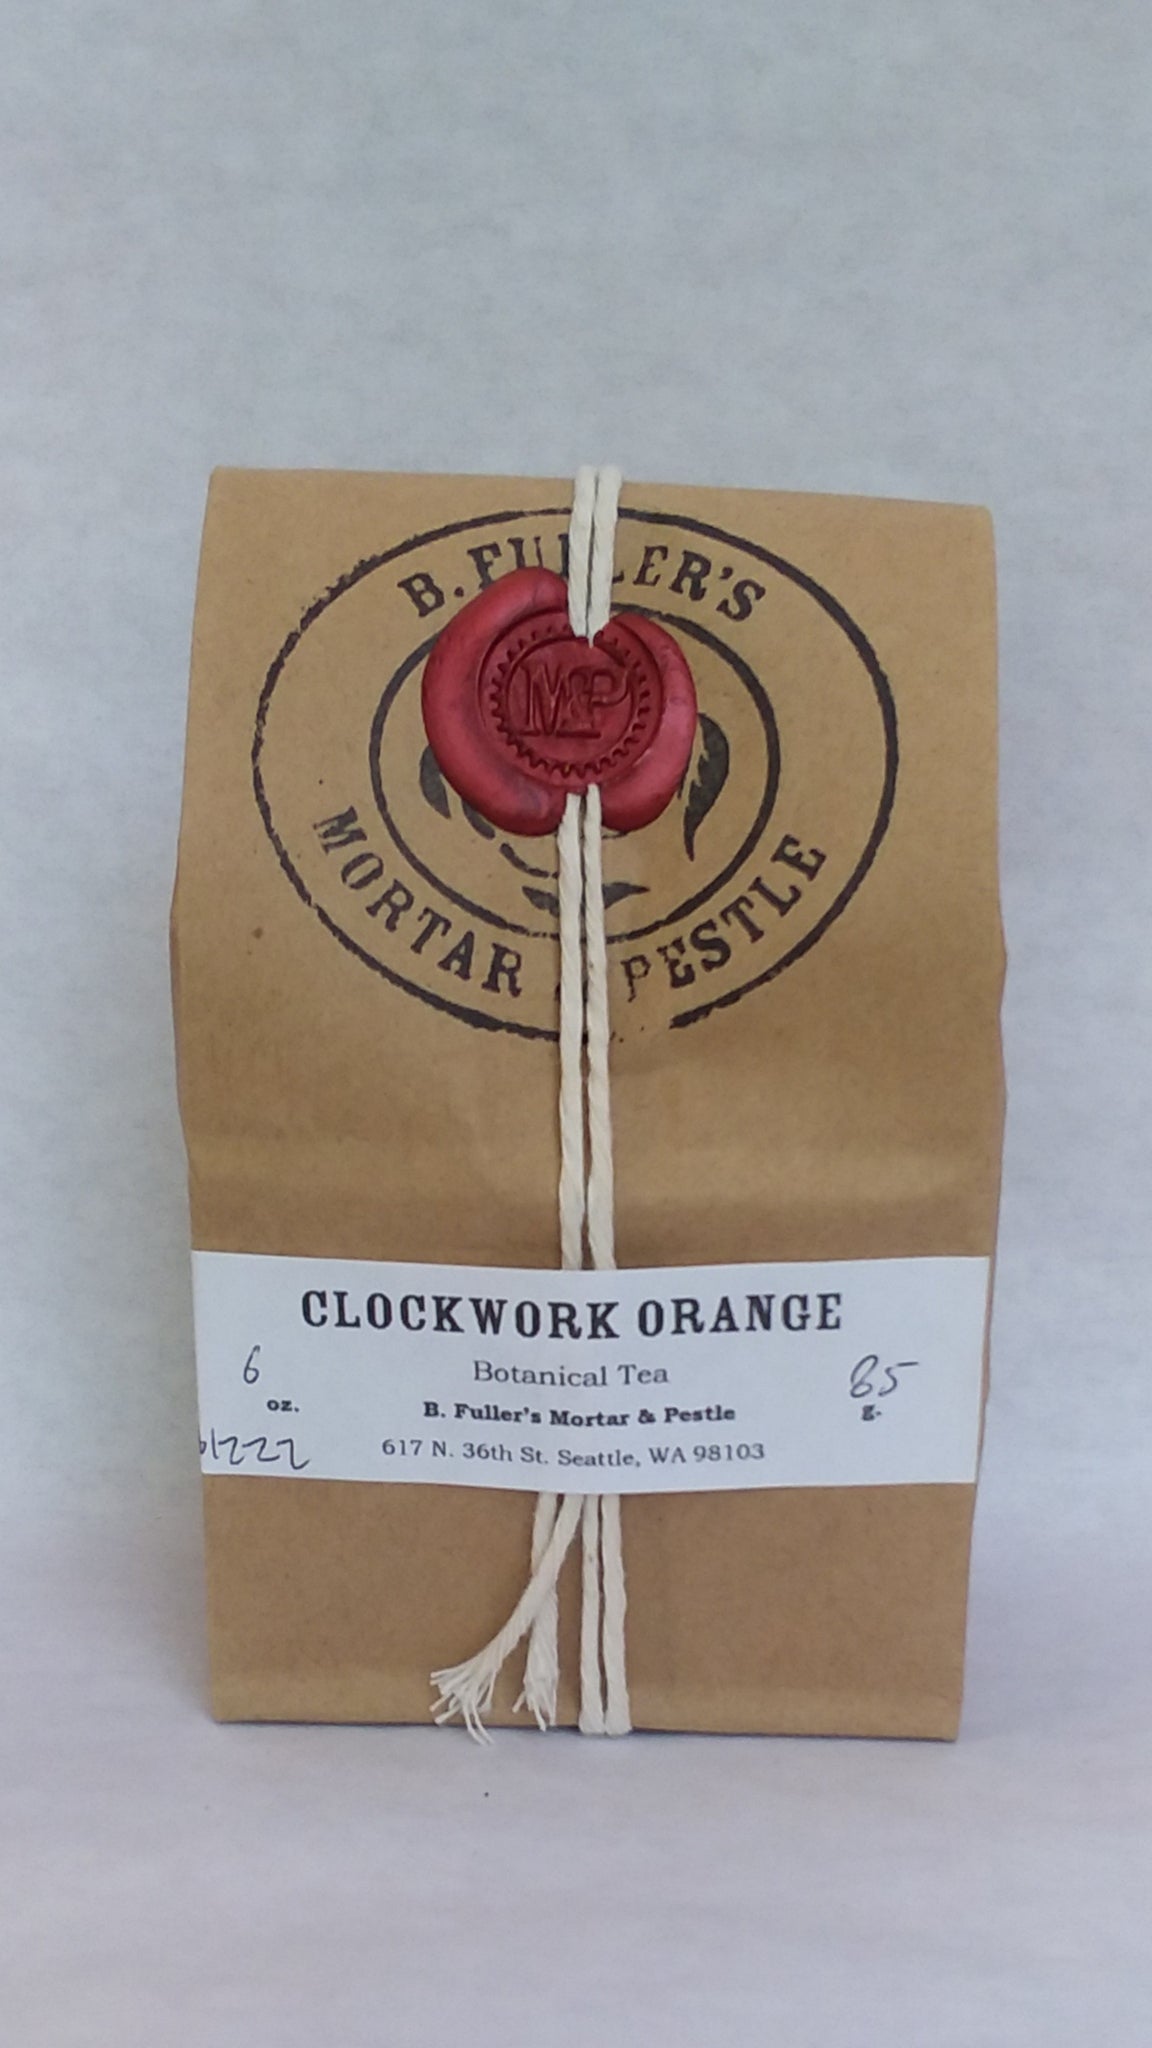 B. FULLER'S
M&P
MORTAR & PESTLE
CLOCKWORK ORANGE
Botanical Tea
6 oz.
85 g.
B. Fuller's Mortar & Pestle
617 N. 36th St. Seattle, WA 98103